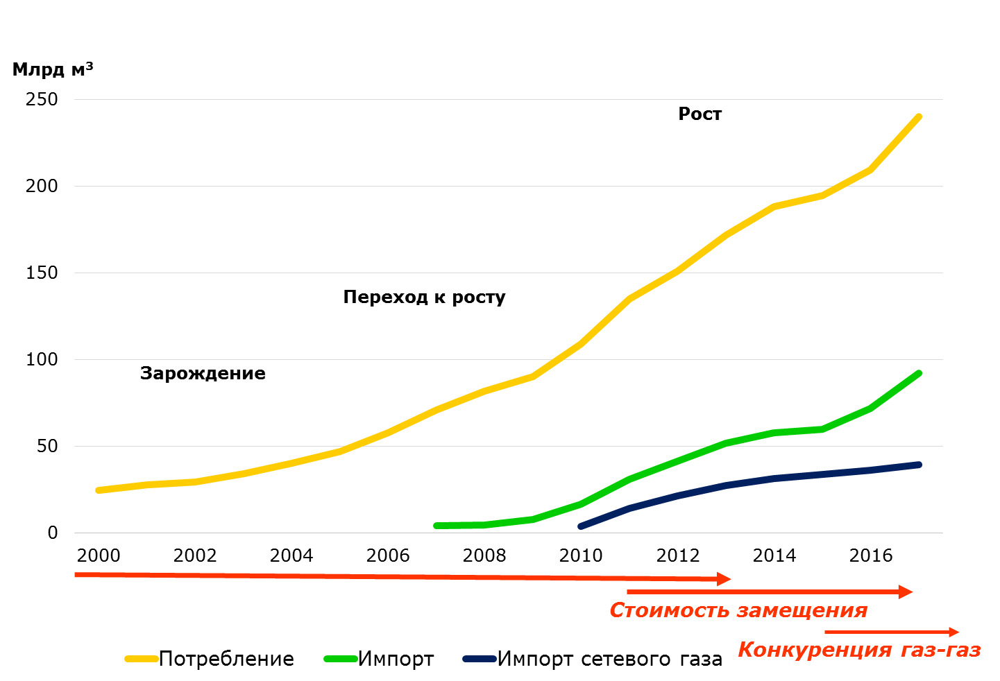 Млрд м³
250
Рост
200
150
Переход к росту
100
Зарождение
50
0
2000 2002 2004 2006 2008 2010 2012 2014 2016
Стоимость замещения
Конкуренция газ-газ
Потребление Импорт Импорт сетевого газа